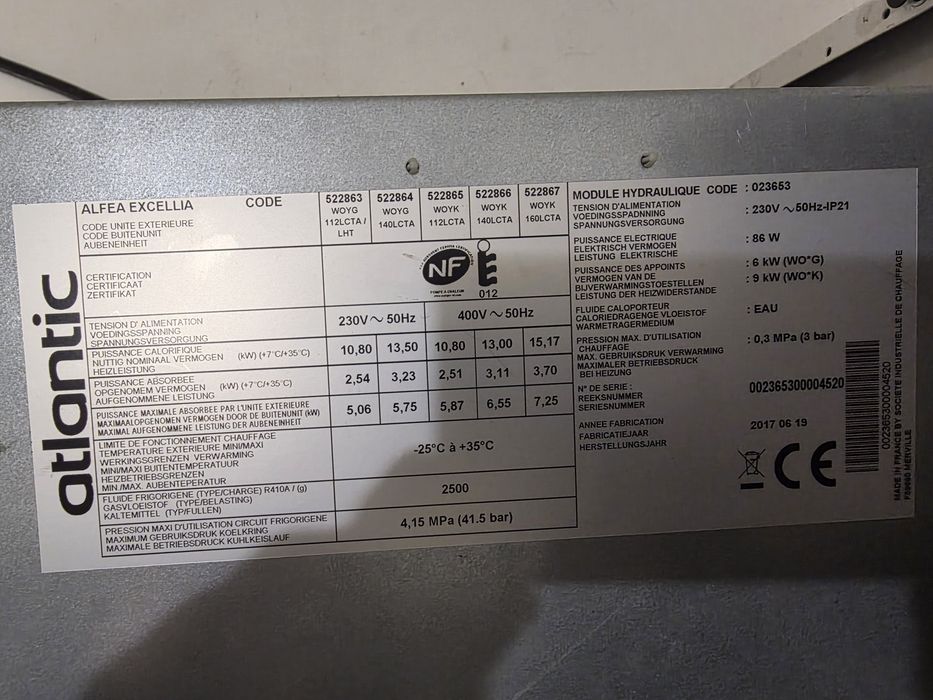 atlantic
ALFEA EXCELLIA CODE
CODE UNITE EXTERIEURE
CODE BUITENUNIT
AUBENEINHEIT
522863 522864 522865 522866 522867
WOYG WOYG WOYK WOYK WOYK
112LCTA / 140LCTA 112LCTA 140LCTA 160LCTA
LHT
CERTIFICATION
CERTIFICAAT
ZERTIFIKAT
NF
POMPE A CHALEUR
012
TENSION D' ALIMENTATION
VOEDINGSSPANNING
SPANNUNGSVERSORGUNG
230V ~ 50Hz 400V ~ 50Hz
PUISSANCE CALORIFIQUE
NUTTIG NOMINAAL VERMOGEN (kW) (+7°C/+35°C)
HEIZLEISTUNG
10,80 13,50 10,80 13,00 15,17
PUISSANCE ABSORBEE
OPGENOMEN VERMOGEN (kW) (+7°C/+35°C)
AUFGENOMMENE LEISTUNG
2,54 3,23 2,51 3,11 3,70
PUISSANCE MAXIMALE ABSORBEE PAR L'UNITE EXTERIEURE
MAXIMAALOPGENOMEN VERMOGEN DOOR DE BUITENUNIT (kW)
MAXIMAL AUFGENOMMENE LEISTUNG DER AUBENEINHEIT
5,06 5,75 5,87 6,55 7,25
LIMITE DE FONCTIONNEMENT CHAUFFAGE
TEMPERATURE EXTERIEURE MINI/MAXI
WERKINGSGRENZEN VERWARMING
MINI/MAXI BUITENTEMPERATUUR
HEIZBETRIEBSGRENZEN
MIN./MAX. AUBENTEPERATUR
-25°C à +35°C
FLUIDE FRIGORIGENE (TYPE/CHARGE) R410A / (g)
GASVLOEISTOF (TYPE/BELASTING)
KALTEMITTEL (TYP/FULLEN)
2500
PRESSION MAXI D'UTILISATION CIRCUIT FRIGORIGENE
MAXIMUM GEBRUIKSDRUK KOELKRING
MAXIMALE BETRIEBSDRUCK KUHLKEISLAUF
4,15 MPa (41.5 bar)
MODULE HYDRAULIQUE CODE : 023653
TENSION D'ALIMENTATION
VOEDINGSSPADNNING
SPANNUNGSVERSORGUNG
: 230V ~ 50Hz-IP21
PUISSANCE ELECTRIQUE
ELEKTRISCH VERMOGEN
LEISTUNG ELEKTRISCHE
: 86 W
PUISSANCE DES APPOINTS
VERMOGEN VAN DE
BIJVERWARMINGSTOESTELLEN
LEISTUNG DER HEIZWIDERSTANDE
: 6 kW (WO*G)
: 9 kW (WO*K)
FLUIDE CALOPORTEUR
CALORIEDRAGENGE VLOEISTOF
WARMETRAGERMEDIUM
: EAU
PRESSION MAX. D'UTILISATION
CHAUFFAGE
MAX. GEBRUIKSDRUK VERWARMING
MAXIMALER BETRIEBSDRUCK
BEI HEIZUNG
: 0,3 MPa (3 bar)
N° DE SERIE :
REEKSNUMMER
SERIESNUMMER
002365300004520
ANNEE FABRICATION
FABRICATIEJAAR
HERSTELLUNGSJAHR
2017 06 19
CE
002365300004520
MADE IN FRANCE BY SOCIETE INDUSTRIELLE DE CHAUFFAGE
MERVILLE